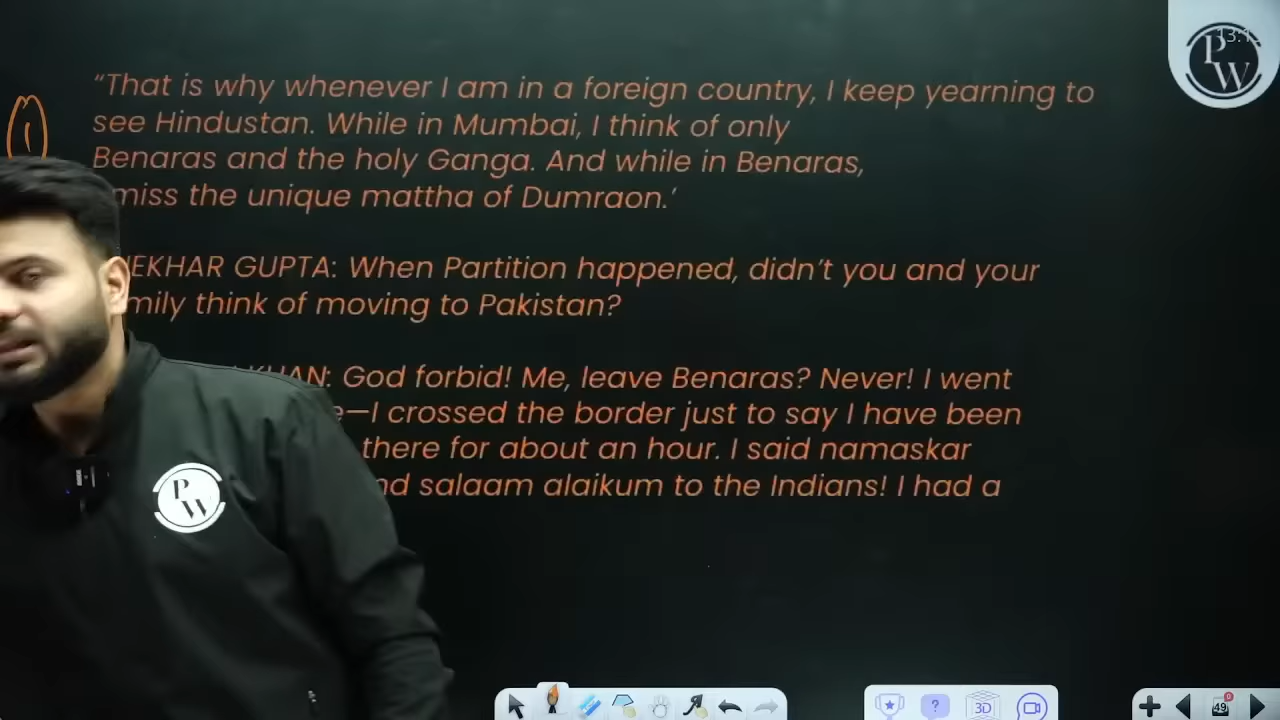 “That is why whenever I am in a foreign country, I keep yearning to
see Hindustan. While in Mumbai, I think of only
Benaras and the holy Ganga. And while in Benaras,
miss the unique mattha of Dumraon.’
GUPTA: When Partition happened, didn’t you and your
think of moving to Pakistan?
God forbid! Me, leave Benaras? Never! I went
—I crossed the border just to say I have been
there for about an hour. I said namaskar
salaam alaikum to the Indians! I had a
PW
PW
?
3D
49
0